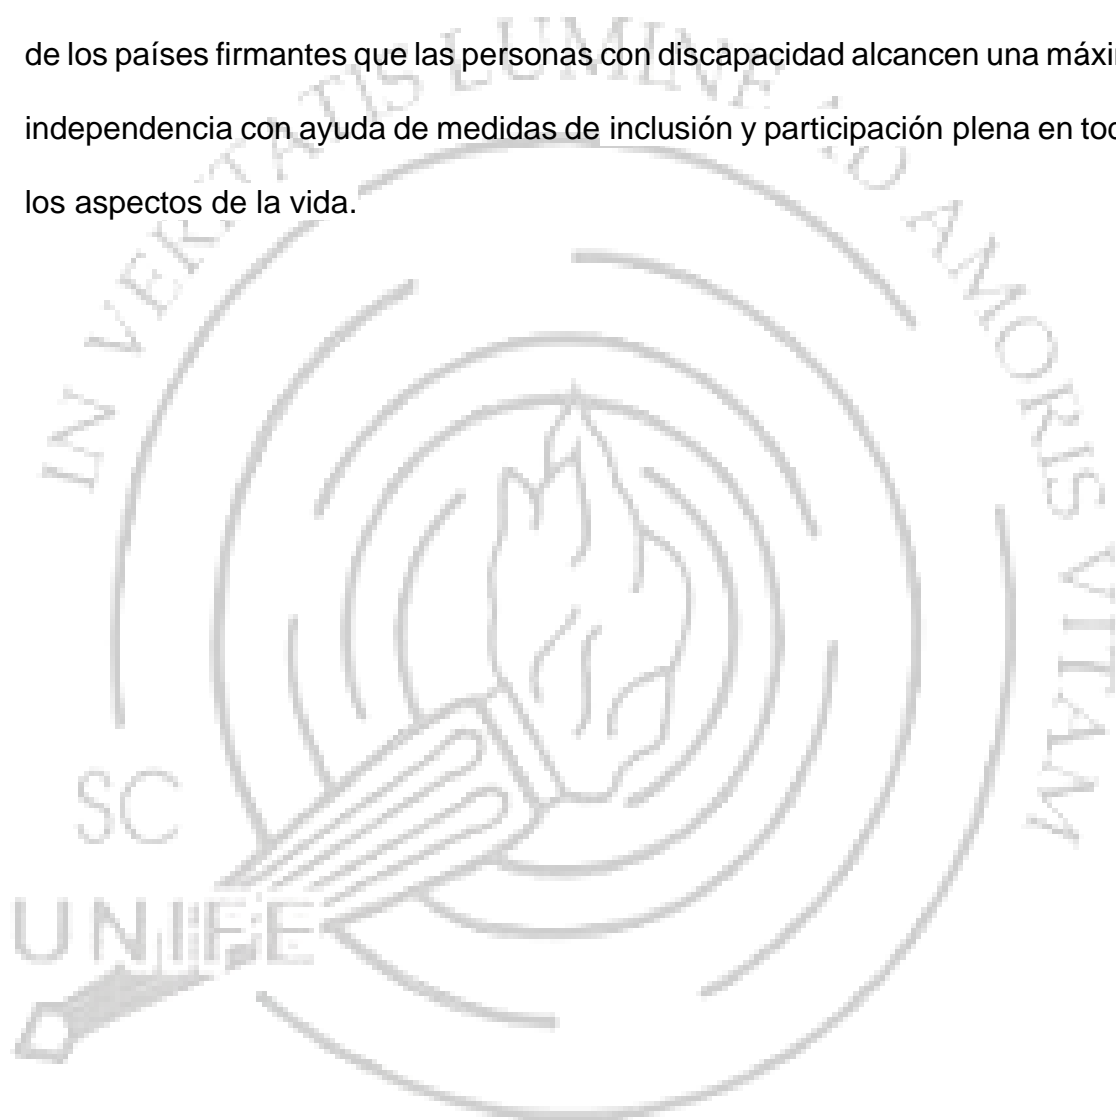 de los países firmantes que las personas con discapacidad alcancen una máxi
independencia con ayuda de medidas de inclusión y participación plena en tod
los aspectos de la vida.
IN VERITATIS LUMINE AD AMORIS VITAM
SC
UNIFE